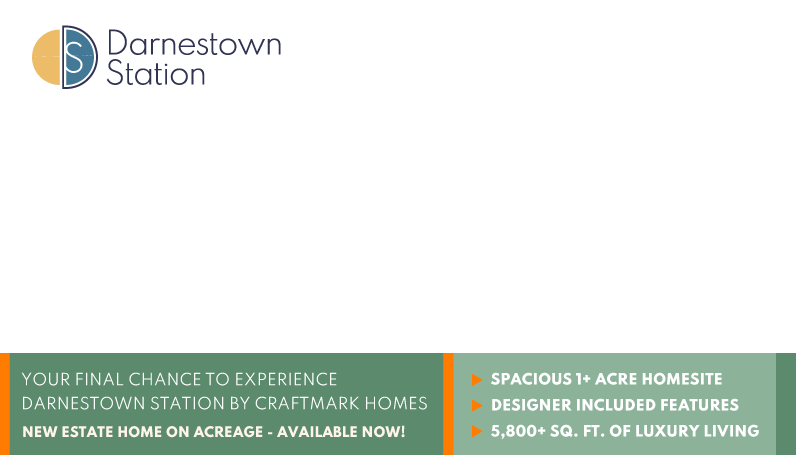 DS
Darnestown
Station
YOUR FINAL CHANCE TO EXPERIENCE
DARNESTOWN STATION BY CRAFTMARK HOMES
NEW ESTATE HOME ON ACREAGE - AVAILABLE NOW!
SPACIOUS 1+ ACRE HOMESITE
DESIGNER INCLUDED FEATURES
5,800+ SQ. FT. OF LUXURY LIVING